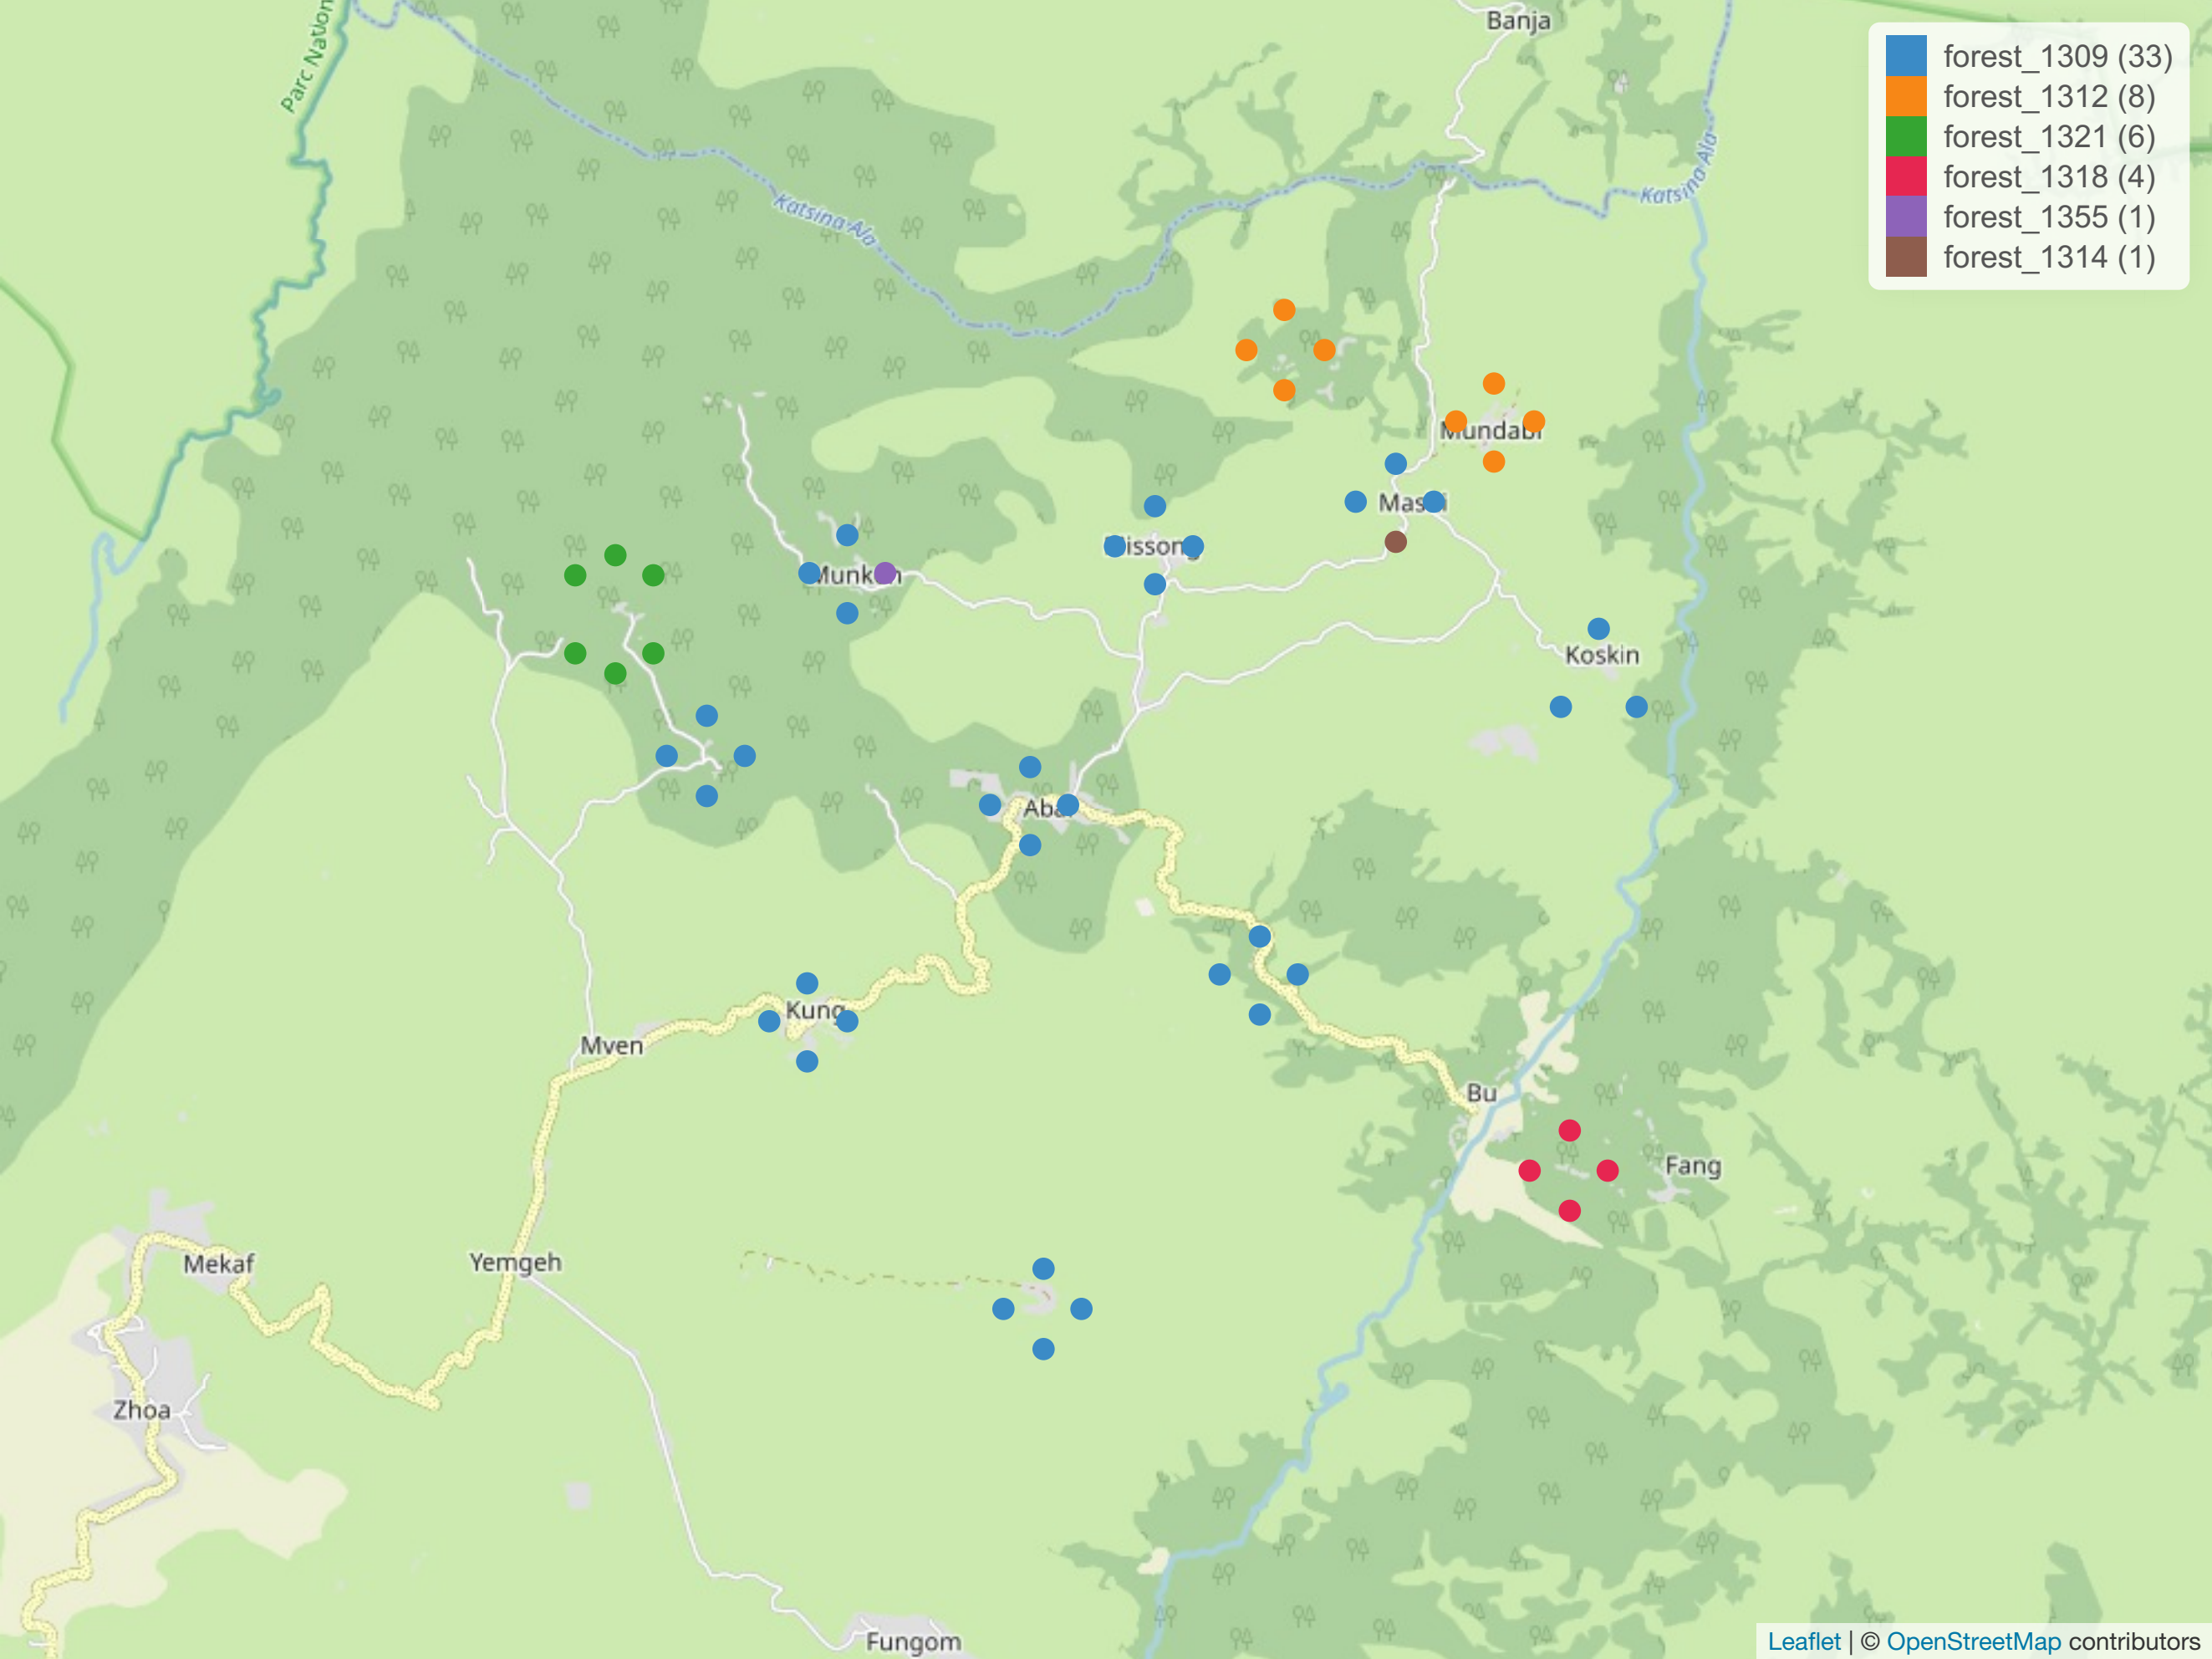 Banja
Parc Nation
forest_1309 (33)
forest_1312 (8)
forest_1321 (6)
forest_1318 (4)
forest_1355 (1)
forest_1314 (1)
Katsina-Ala
Katsina-Ala
Mundabi
Koskin
Kung
Mven
Bu
Fang
Mekaf
Yemgeh
Zhoa
Fungom
Leaflet | © OpenStreetMap contributors